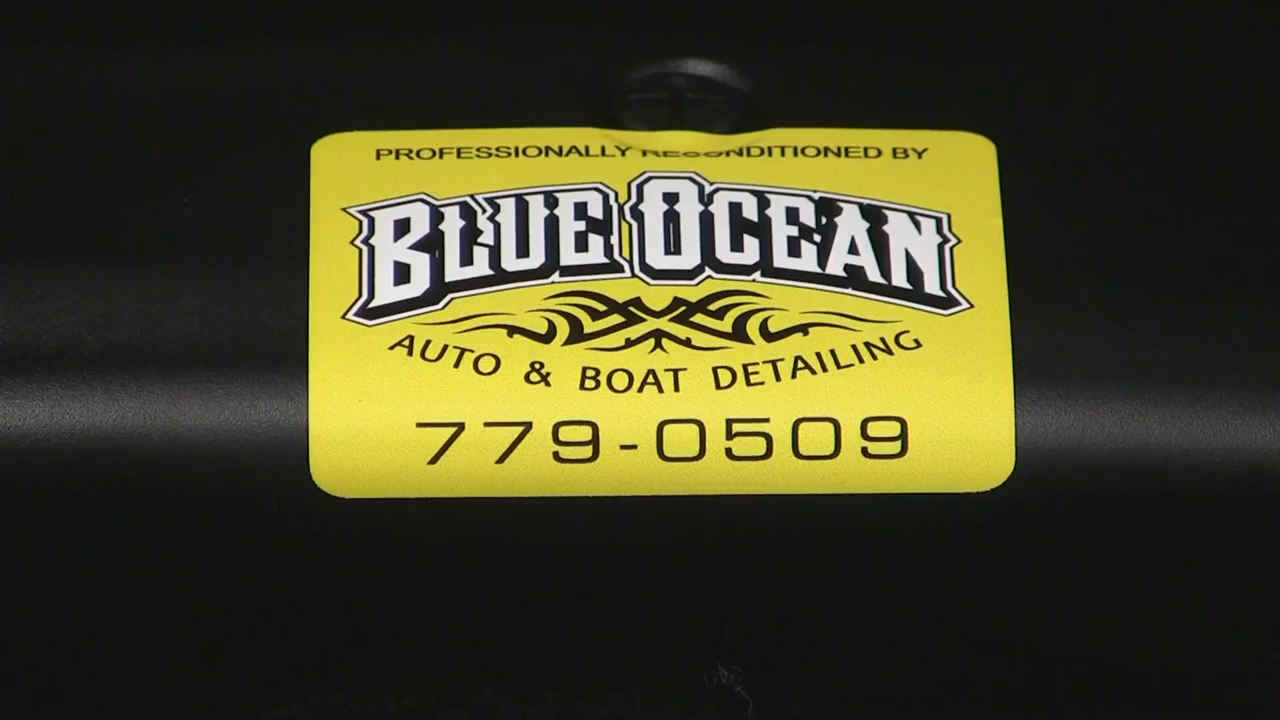 PROFESSIONALLY RECONDITIONED BY
BLUE OCEAN
AUTO & BOAT DETAILING
779-0509